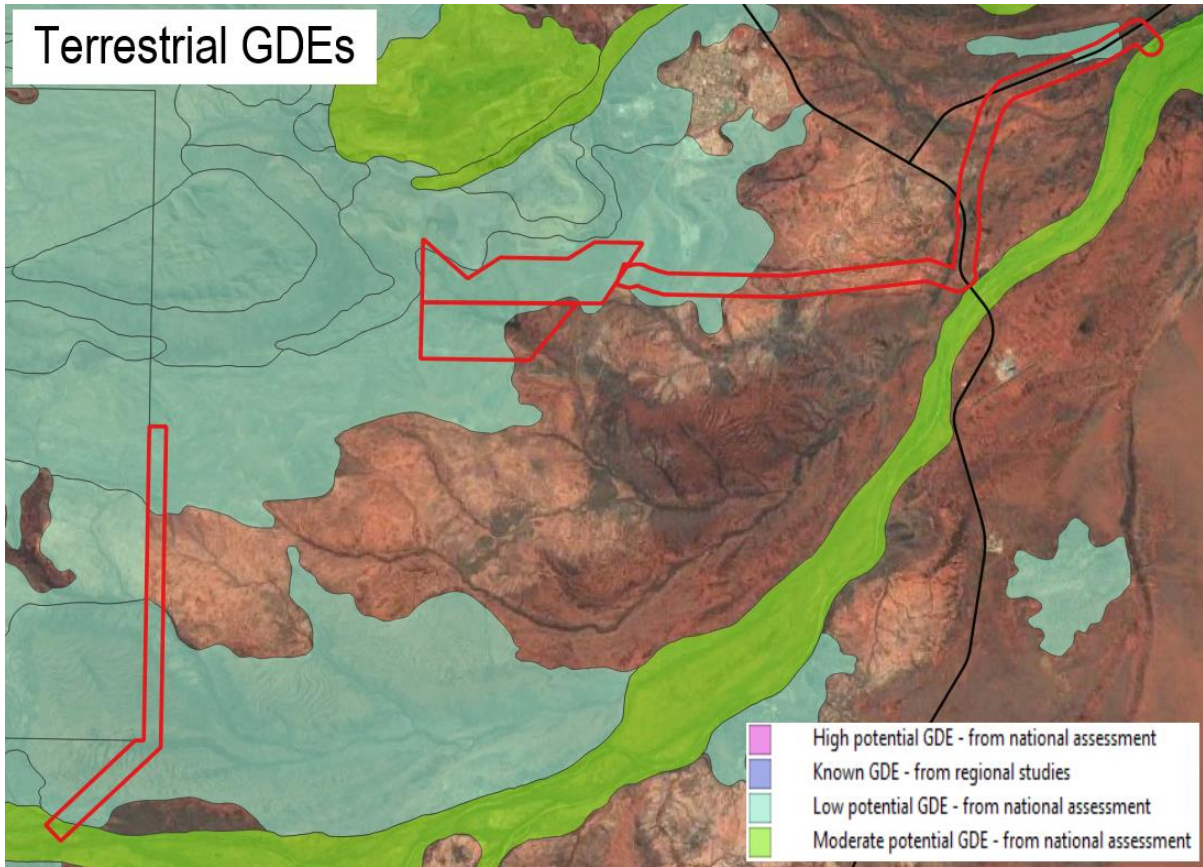 Terrestrial GDEs
High potential GDE - from national assessment
Known GDE - from regional studies
Low potential GDE - from national assessment
Moderate potential GDE - from national assessment